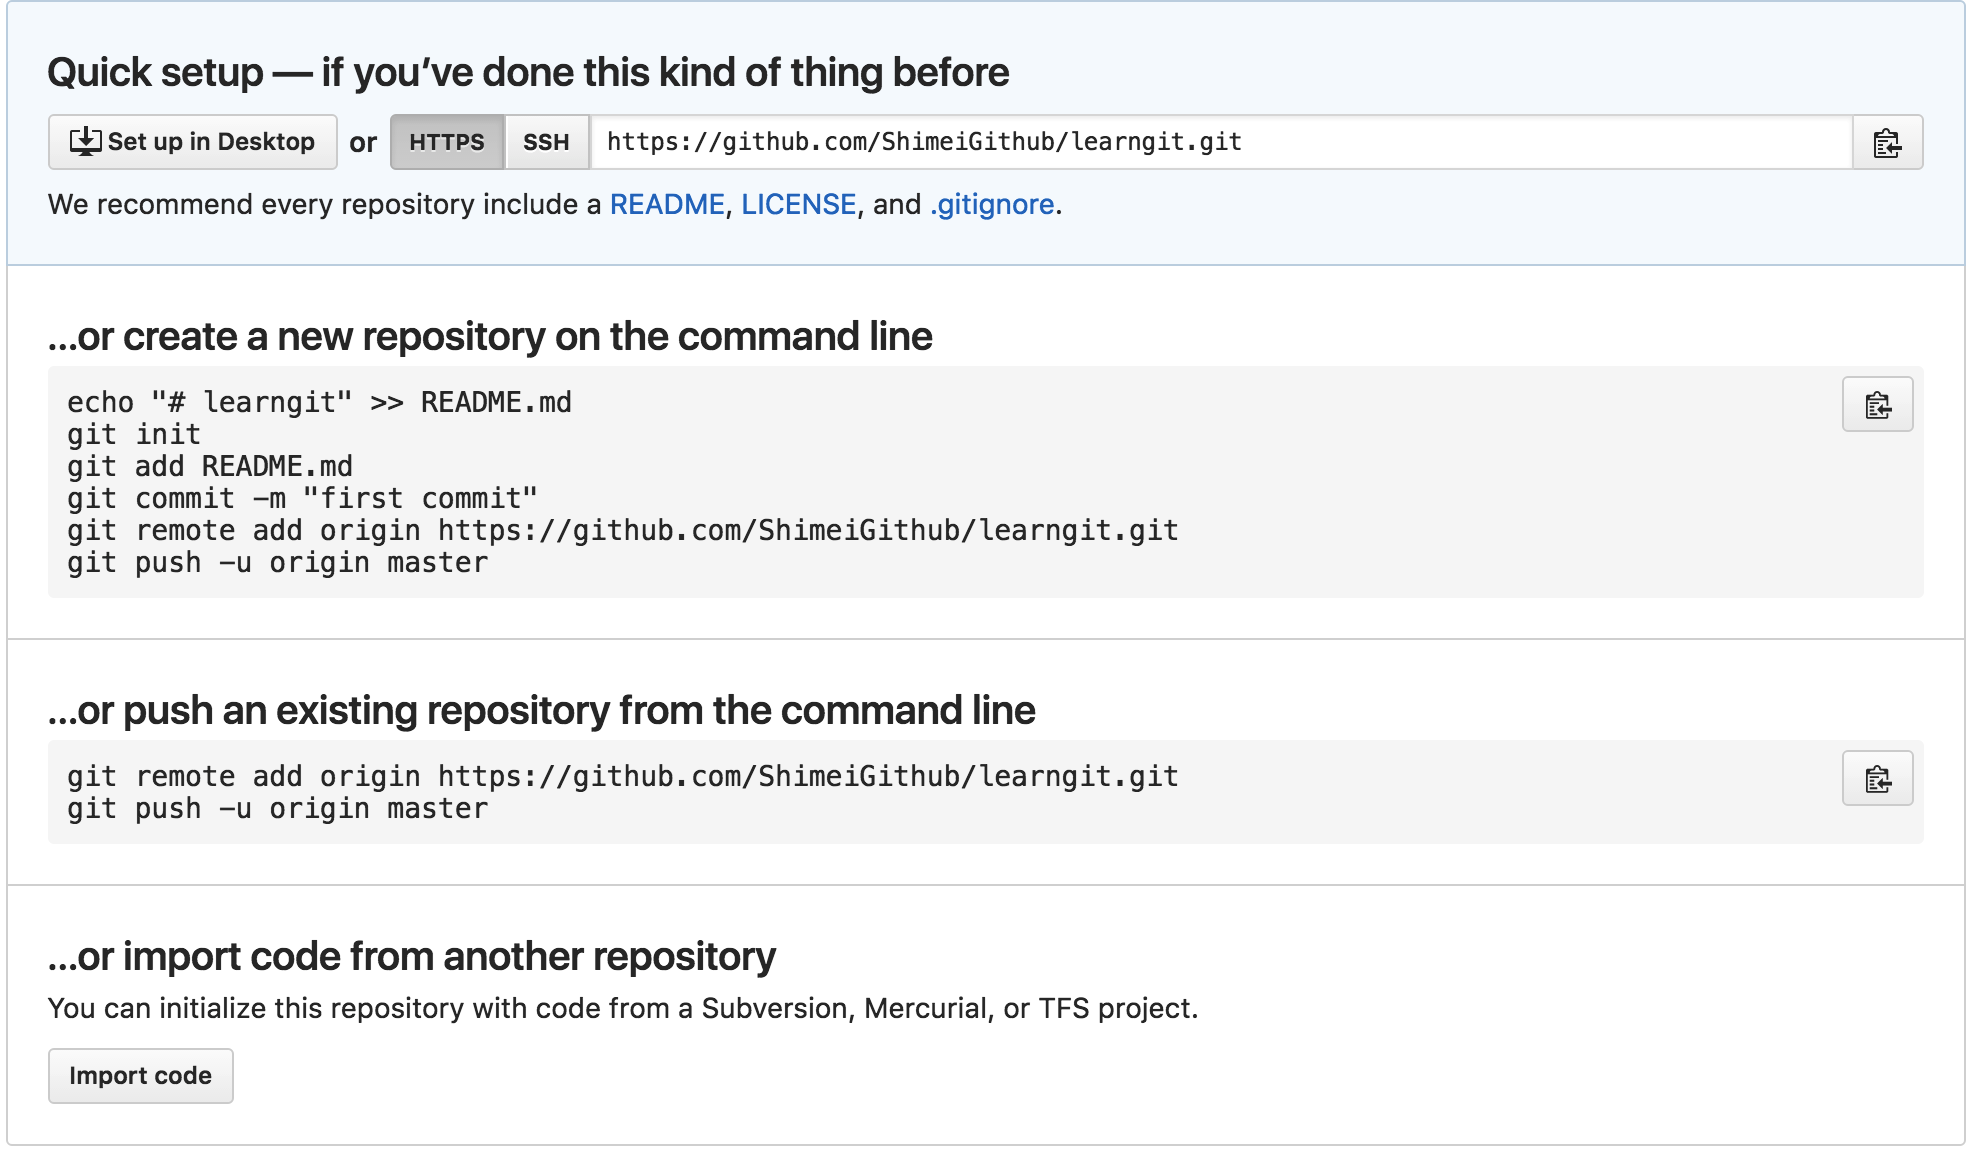 Quick setup — if you’ve done this kind of thing before
Set up in Desktop or HTTPS SSH https://github.com/ShimeiGithub/learngit.git
We recommend every repository include a README, LICENSE, and .gitignore.
…or create a new repository on the command line
echo "# learngit" >> README.md
git init
git add README.md
git commit -m "first commit"
git remote add origin https://github.com/ShimeiGithub/learngit.git
git push -u origin master
…or push an existing repository from the command line
git remote add origin https://github.com/ShimeiGithub/learngit.git
git push -u origin master
…or import code from another repository
You can initialize this repository with code from a Subversion, Mercurial, or TFS project.
Import code